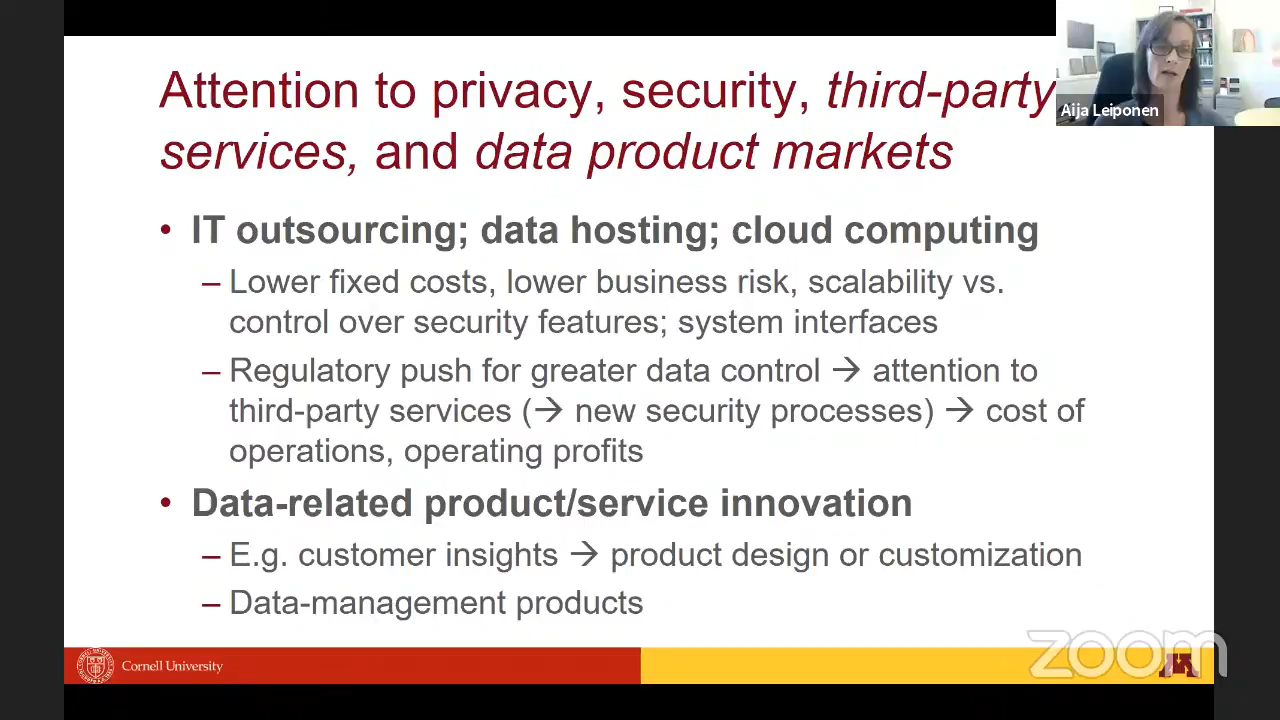 Attention to privacy, security, third-party
services, and data product markets
Aija Leiponen
• IT outsourcing; data hosting; cloud computing
– Lower fixed costs, lower business risk, scalability vs.
control over security features; system interfaces
– Regulatory push for greater data control → attention to
third-party services (→ new security processes) → cost of
operations, operating profits
• Data-related product/service innovation
– E.g. customer insights → product design or customization
– Data-management products
Cornell University
zoom
M